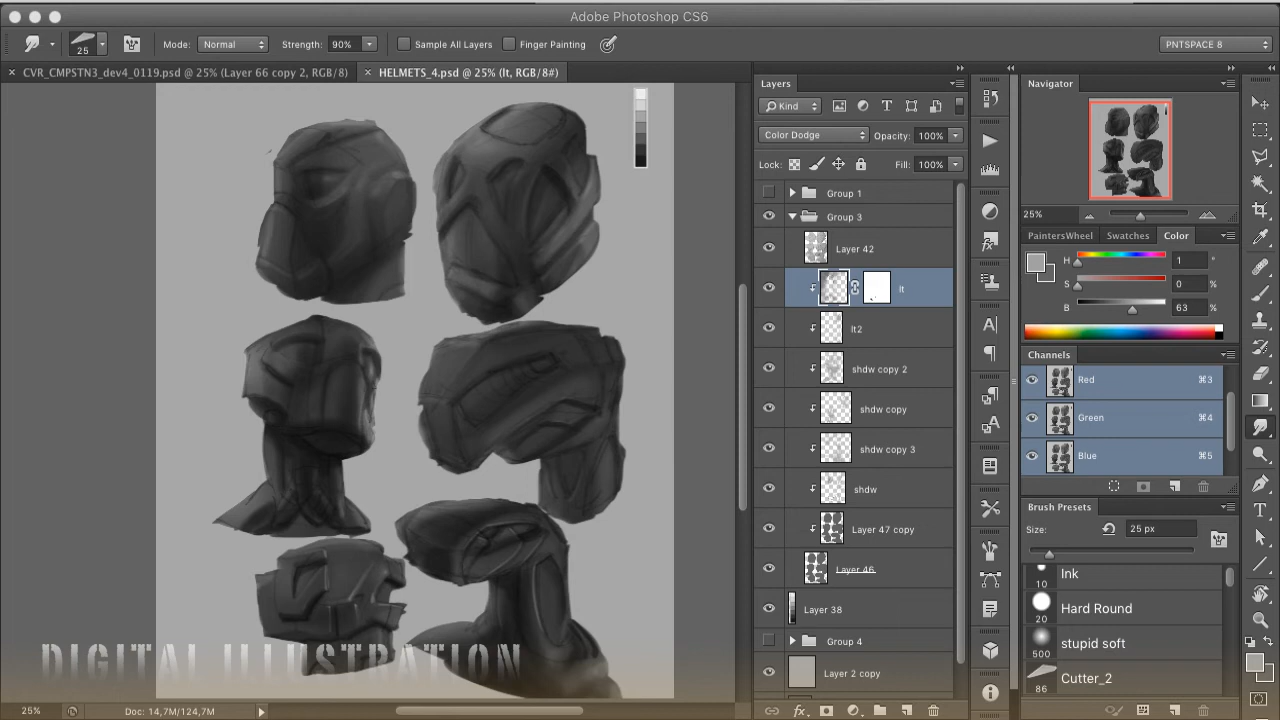 Adobe Photoshop CS6
25 Mode: Normal Strength: 90% Sample All Layers Finger Painting PNTSPACE 8
CVR_CMPSTN3_dev4_0119.psd @ 25% (Layer 66 copy 2, RGB/8) HELMETS_4.psd @ 25% (lt, RGB/8#)
Layers
Kind T
Color Dodge Opacity: 100%
Lock: Fill: 100%
Group 1
Group 3
Layer 42
lt
lt2
shdw copy 2
shdw copy
shdw copy 3
shdw
Layer 47 copy
Layer 46
Layer 38
Group 4
Layer 2 copy
Navigator
25%
PaintersWheel Swatches Color
H 1 °
S 0 %
B 63 %
Channels
Red ⌘3
Green ⌘4
Blue ⌘5
Brush Presets
Size: 25 px
Ink
10
Hard Round
20
stupid soft
500
Cutter_2
86
DIGITAL ILLUSTRATION
25% Doc: 14,7M/124,7M
fx